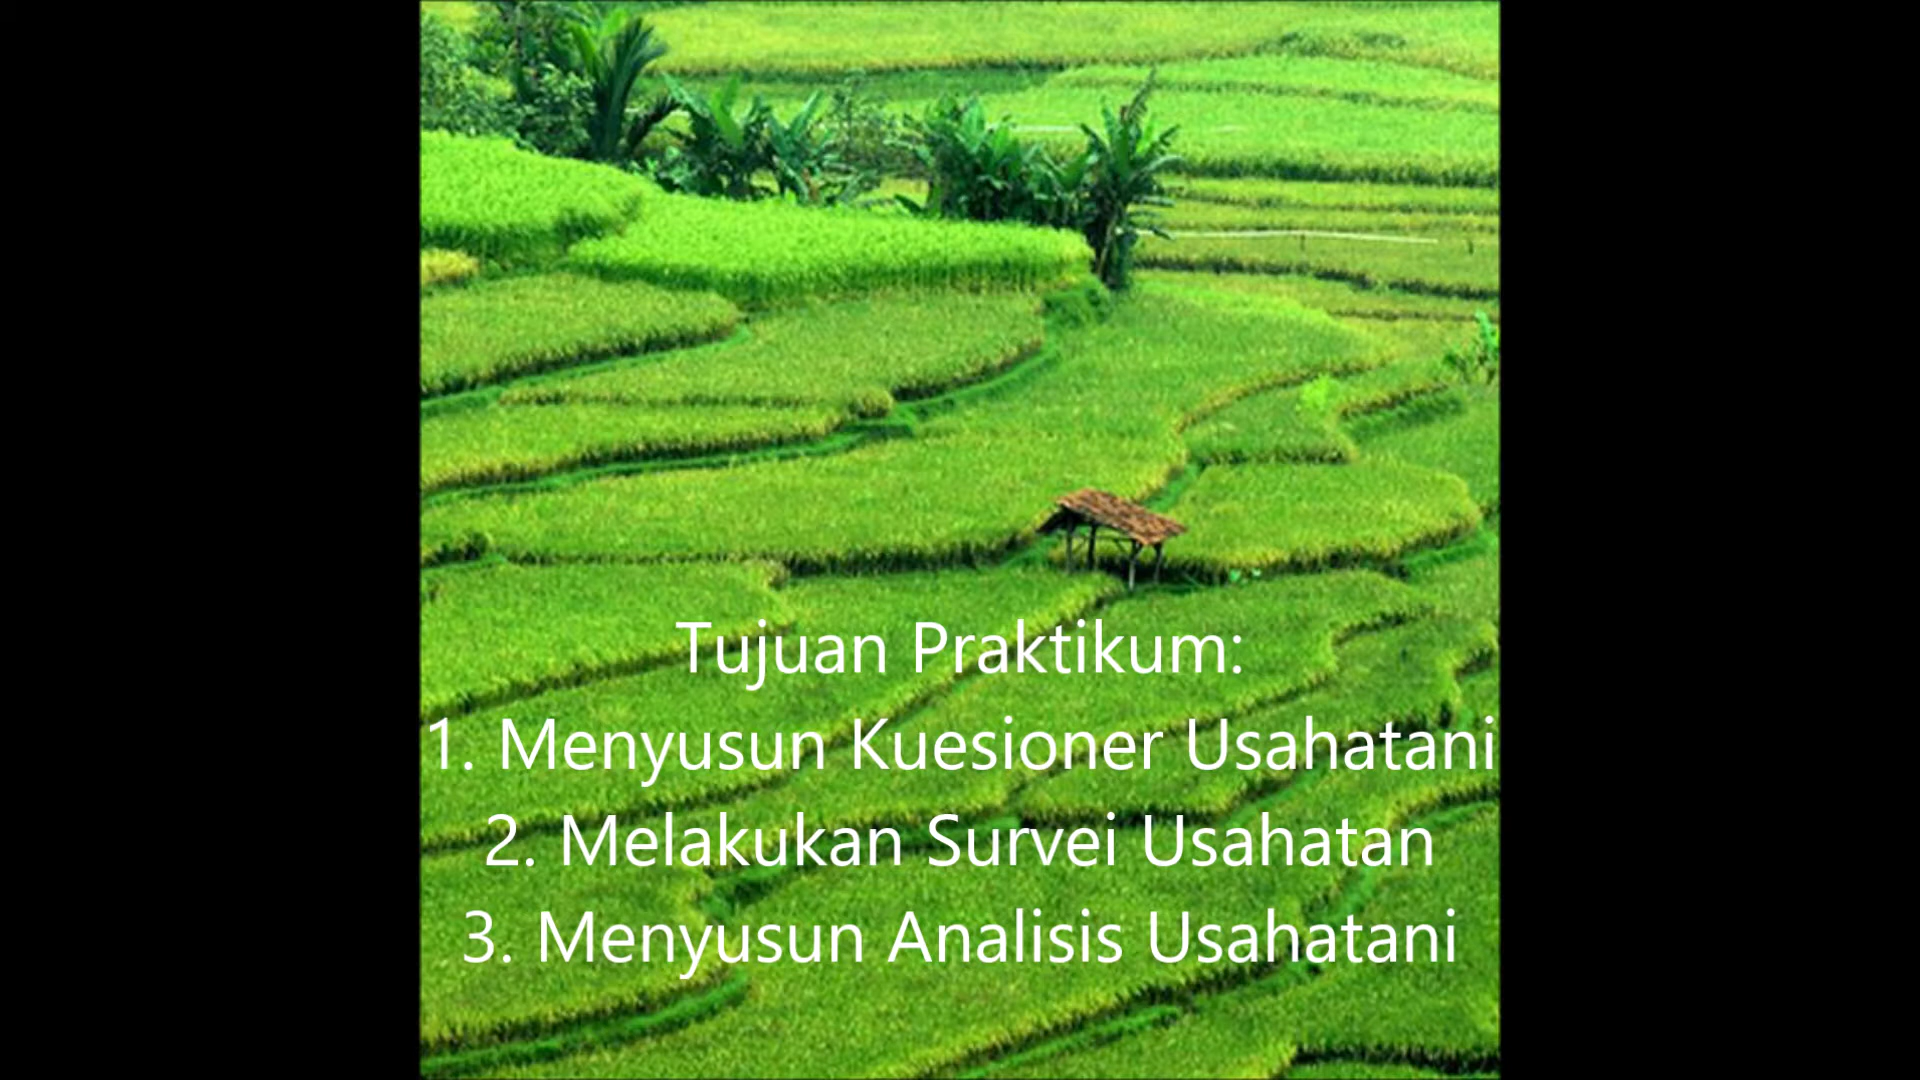 Tujuan Praktikum:
1. Menyusun Kuesioner Usahatani
2. Melakukan Survei Usahatan
3. Menyusun Analisis Usahatani